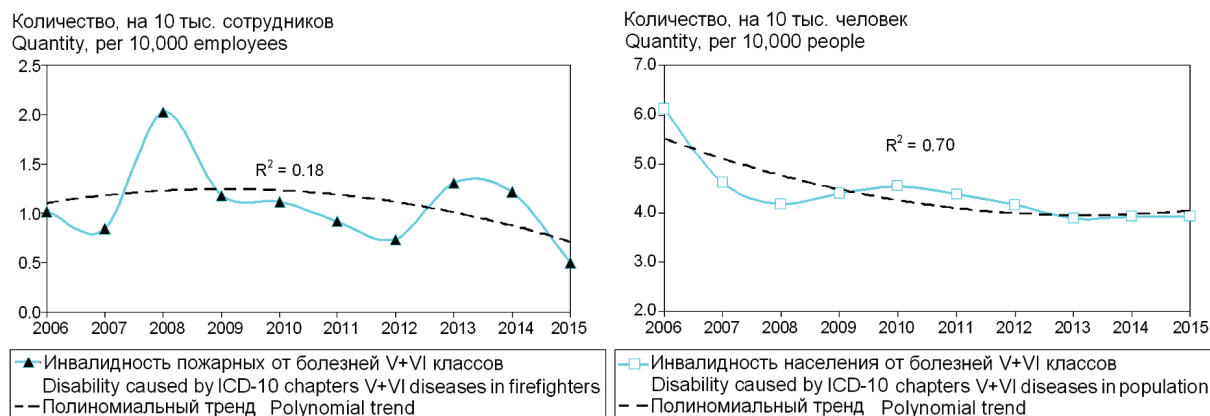 Количество, на 10 тыс. сотрудников
Quantity, per 10,000 employees
2.5
2.0
1.5
1.0
0.5
0.0
R² = 0.18
2006 2007 2008 2009 2010 2011 2012 2013 2014 2015
Инвалидность пожарных от болезней V+VI классов
Disability caused by ICD-10 chapters V+VI diseases in firefighters
Полиномиальный тренд Polynomial trend
Количество, на 10 тыс. человек
Quantity, per 10,000 people
7.0
6.0
5.0
4.0
3.0
2.0
R² = 0.70
2006 2007 2008 2009 2010 2011 2012 2013 2014 2015
Инвалидность населения от болезней V+VI классов
Disability caused by ICD-10 chapters V+VI diseases in population
Полиномиальный тренд Polynomial trend